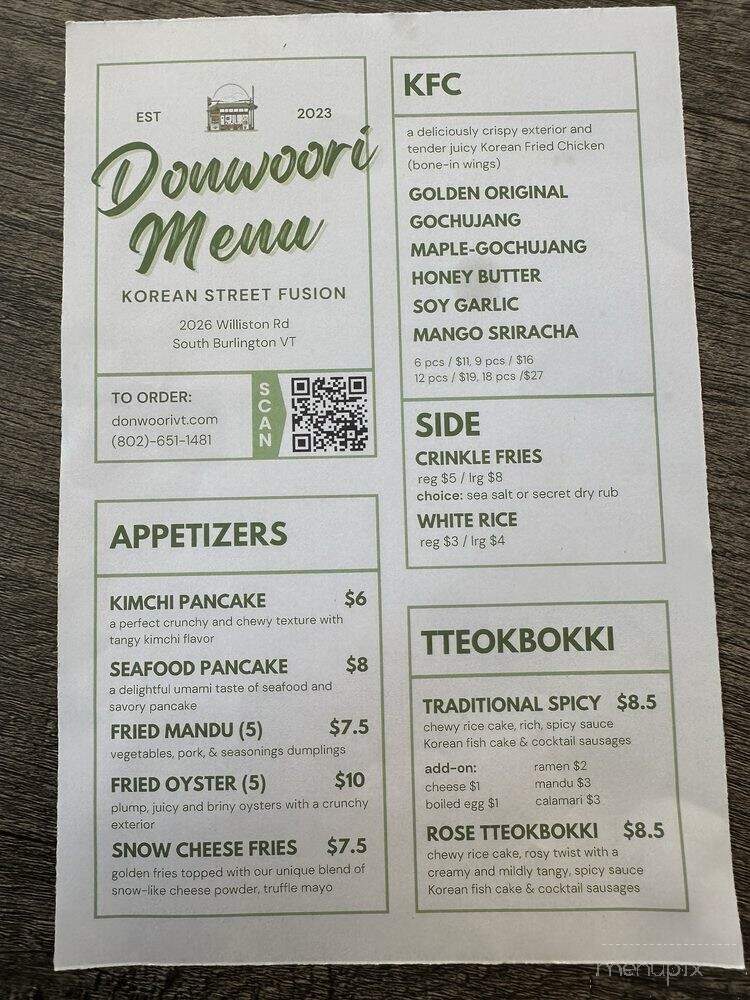 EST 2023
Donwoori
Menu
KOREAN STREET FUSION
2026 Williston Rd
South Burlington VT
TO ORDER:
donwoorivt.com
(802)-651-1481
SCAN
APPETIZERS
KIMCHI PANCAKE $6
a perfect crunchy and chewy texture with
tangy kimchi flavor
SEAFOOD PANCAKE $8
a delightful umami taste of seafood and
savory pancake
FRIED MANDU (5) $7.5
vegetables, pork, & seasonings dumplings
FRIED OYSTER (5) $10
plump, juicy and briny oysters with a crunchy
exterior
SNOW CHEESE FRIES $7.5
golden fries topped with our unique blend of
snow-like cheese powder, truffle mayo
KFC
a deliciously crispy exterior and
tender juicy Korean Fried Chicken
(bone-in wings)
GOLDEN ORIGINAL
GOCHUJANG
MAPLE-GOCHUJANG
HONEY BUTTER
SOY GARLIC
MANGO SRIRACHA
6 pcs / $11, 9 pcs / $16
12 pcs / $19, 18 pcs /$27
SIDE
CRINKLE FRIES
reg $5 / lrg $8
choice: sea salt or secret dry rub
WHITE RICE
reg $3 / lrg $4
TTEOKBOKKI
TRADITIONAL SPICY $8.5
chewy rice cake, rich, spicy sauce
Korean fish cake & cocktail sausages
add-on: ramen $2
cheese $1 mandu $3
boiled egg $1 calamari $3
ROSE TTEOKBOKKI $8.5
chewy rice cake, rosy twist with a
creamy and mildly tangy, spicy sauce
Korean fish cake & cocktail sausages
menupix